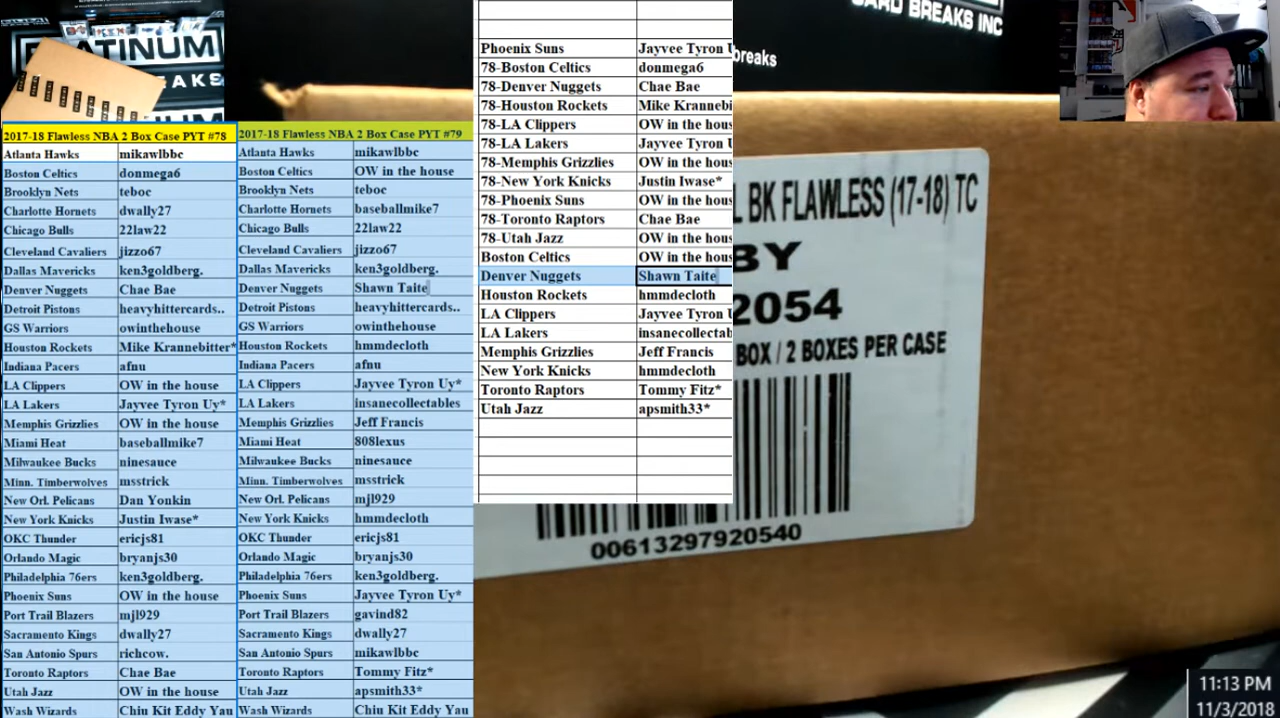 PLATINUM
AKS
2017-18 Flawless NBA 2 Box Case PYT #78
Atlanta Hawks mikawlbbc
Boston Celtics donmega6
Brooklyn Nets teboc
Charlotte Hornets dwally27
Chicago Bulls 22law22
Cleveland Cavaliers jizzo67
Dallas Mavericks ken3goldberg.
Denver Nuggets Chae Bae
Detroit Pistons heavyhittercards..
GS Warriors owinthehouse
Houston Rockets Mike Krannebitter*
Indiana Pacers afnu
LA Clippers OW in the house
LA Lakers Jayvee Tyron Uy*
Memphis Grizzlies OW in the house
Miami Heat baseballmike7
Milwaukee Bucks ninesauce
Minn. Timberwolves msstrick
New Orl. Pelicans Dan Yonkin
New York Knicks Justin Iwase*
OKC Thunder ericjs81
Orlando Magic bryanjs30
Philadelphia 76ers ken3goldberg.
Phoenix Suns OW in the house
Port Trail Blazers mjl929
Sacramento Kings dwally27
San Antonio Spurs richcow.
Toronto Raptors Chae Bae
Utah Jazz OW in the house
Wash Wizards Chiu Kit Eddy Yau
2017-18 Flawless NBA 2 Box Case PYT #79
Atlanta Hawks mikawlbbc
Boston Celtics OW in the house
Brooklyn Nets teboc
Charlotte Hornets baseballmike7
Chicago Bulls 22law22
Cleveland Cavaliers jizzo67
Dallas Mavericks ken3goldberg.
Denver Nuggets Shawn Taite
Detroit Pistons heavyhittercards..
GS Warriors owinthehouse
Houston Rockets hmmdecloth
Indiana Pacers afnu
LA Clippers Jayvee Tyron Uy*
LA Lakers insanecollectables
Memphis Grizzlies Jeff Francis
Miami Heat 808lexus
Milwaukee Bucks ninesauce
Minn. Timberwolves msstrick
New Orl. Pelicans mjl929
New York Knicks hmmdecloth
OKC Thunder ericjs81
Orlando Magic bryanjs30
Philadelphia 76ers ken3goldberg.
Phoenix Suns Jayvee Tyron Uy*
Port Trail Blazers gavind82
Sacramento Kings dwally27
San Antonio Spurs mikawlbbc
Toronto Raptors Tommy Fitz*
Utah Jazz apsmith33*
Wash Wizards Chiu Kit Eddy Yau
Phoenix Suns Jayvee Tyron U
78-Boston Celtics donmega6
78-Denver Nuggets Chae Bae
78-Houston Rockets Mike Krannebit
78-LA Clippers OW in the hous
78-LA Lakers Jayvee Tyron U
78-Memphis Grizzlies OW in the hous
78-New York Knicks Justin Iwase*
78-Phoenix Suns OW in the hous
78-Toronto Raptors Chae Bae
78-Utah Jazz OW in the hous
Boston Celtics OW in the hous
Denver Nuggets Shawn Taite
Houston Rockets hmmdecloth
LA Clippers Jayvee Tyron U
LA Lakers insanecollectab
Memphis Grizzlies Jeff Francis
New York Knicks hmmdecloth
Toronto Raptors Tommy Fitz*
Utah Jazz apsmith33*
CARD BREAKS INC
breaks
L BK FLAWLESS (17-18) TC
BY
2054
BOX / 2 BOXES PER CASE
00613297920540
11:13 PM
11/3/2018